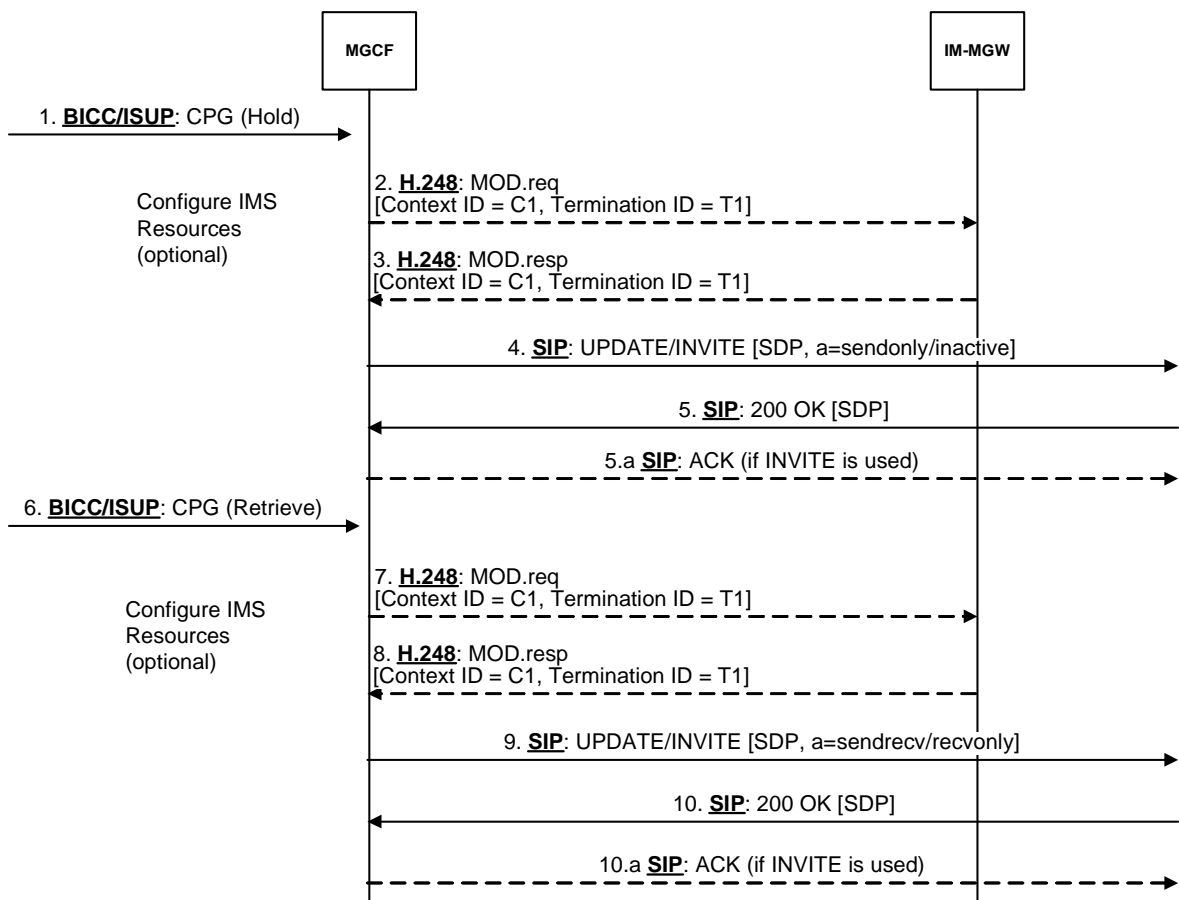 MGCF
IM-MGW
1. BICC/ISUP: CPG (Hold)
2. H.248: MOD.req
[Context ID = C1, Termination ID = T1]
Configure IMS
Resources
(optional)
3. H.248: MOD.resp
[Context ID = C1, Termination ID = T1]
4. SIP: UPDATE/INVITE [SDP, a=sendonly/inactive]
5. SIP: 200 OK [SDP]
5.a SIP: ACK (if INVITE is used)
6. BICC/ISUP: CPG (Retrieve)
7. H.248: MOD.req
[Context ID = C1, Termination ID = T1]
Configure IMS
Resources
(optional)
8. H.248: MOD.resp
[Context ID = C1, Termination ID = T1]
9. SIP: UPDATE/INVITE [SDP, a=sendrecv/recvonly]
10. SIP: 200 OK [SDP]
10.a SIP: ACK (if INVITE is used)